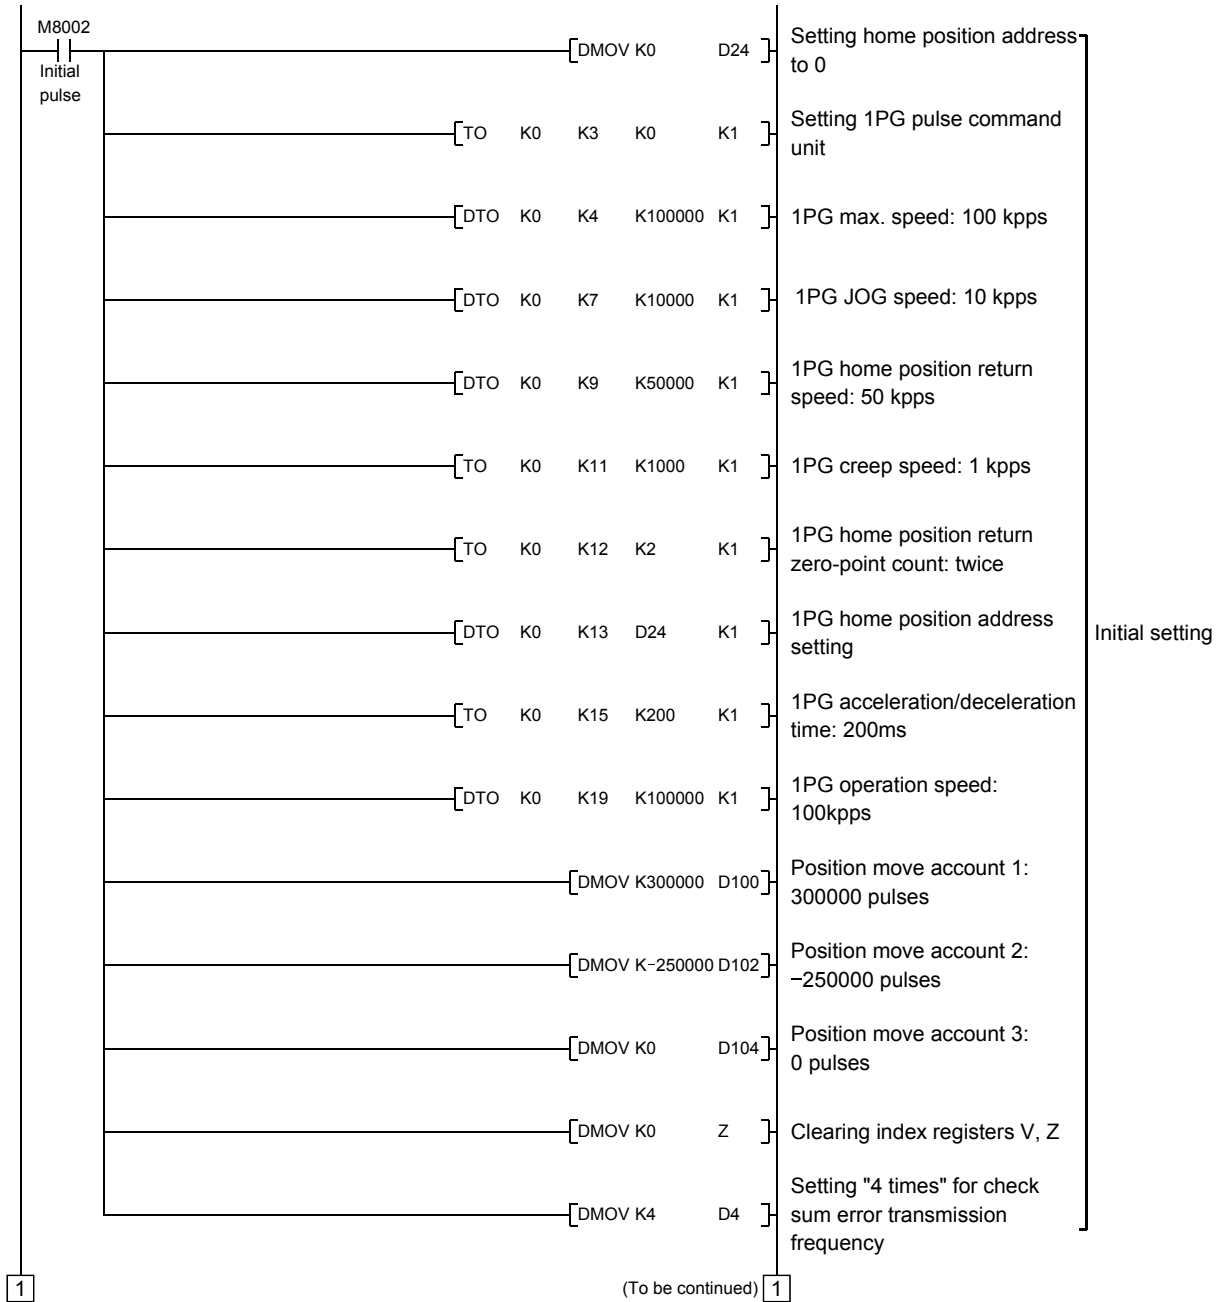 M8002
Initial
pulse
DMOV K0 D24
Setting home position address
to 0
TO K0 K3 K0 K1
Setting 1PG pulse command
unit
DTO K0 K4 K100000 K1
1PG max. speed: 100 kpps
DTO K0 K7 K10000 K1
1PG JOG speed: 10 kpps
DTO K0 K9 K50000 K1
1PG home position return
speed: 50 kpps
TO K0 K11 K1000 K1
1PG creep speed: 1 kpps
TO K0 K12 K2 K1
1PG home position return
zero-point count: twice
DTO K0 K13 D24 K1
1PG home position address
setting
Initial setting
TO K0 K15 K200 K1
1PG acceleration/deceleration
time: 200ms
DTO K0 K19 K100000 K1
1PG operation speed:
100kpps
DMOV K300000 D100
Position move account 1:
300000 pulses
DMOV K-250000 D102
Position move account 2:
-250000 pulses
DMOV K0 D104
Position move account 3:
0 pulses
DMOV K0 Z
Clearing index registers V, Z
DMOV K4 D4
Setting "4 times" for check
sum error transmission
frequency
1
(To be continued) 1